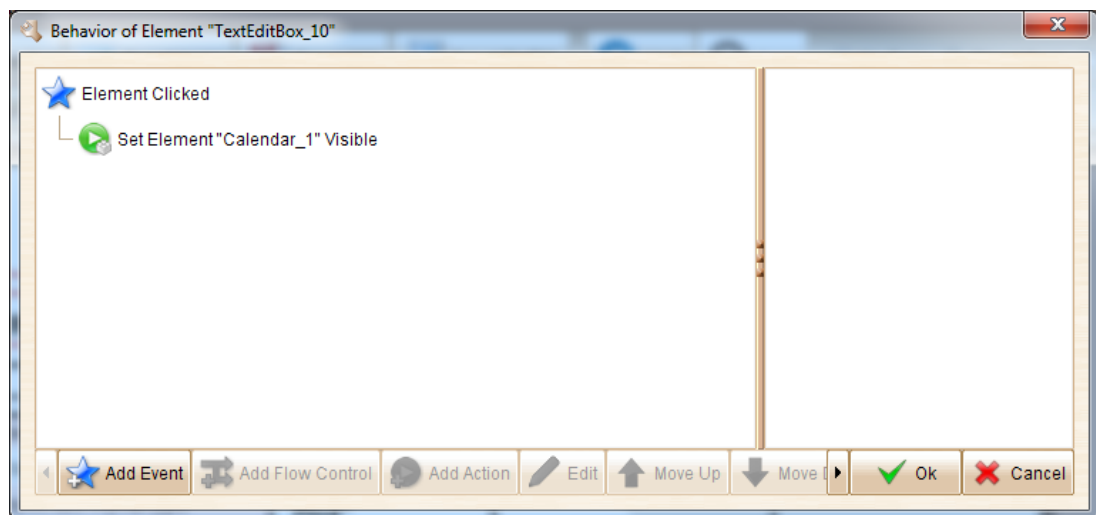 Behavior of Element "TextEditBox_10"
Element Clicked
Set Element "Calendar_1" Visible
Add Event Add Flow Control Add Action Edit Move Up Move Ok Cancel